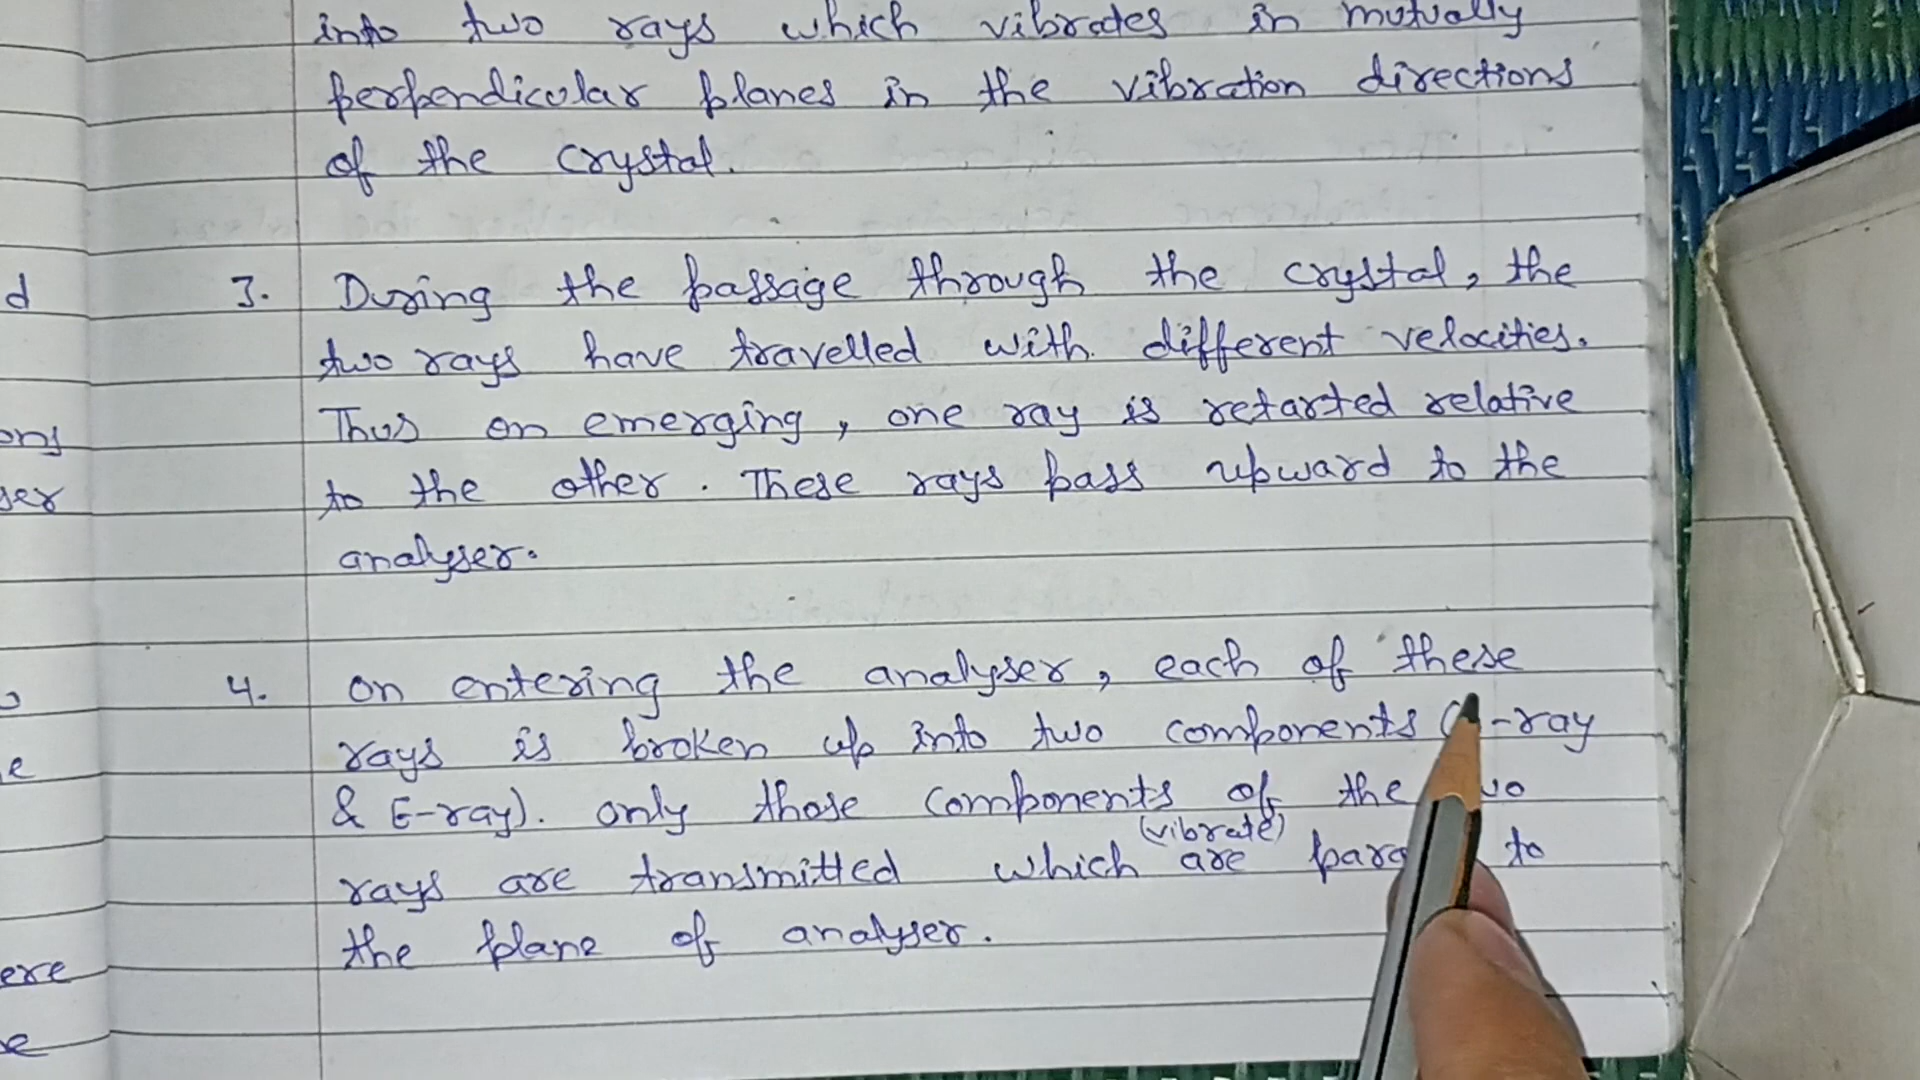 into two rays which vibrates in mutually
perpendicular planes in the vibration directions
of the crystal.
d
3. During the passage through the crystal, the
two rays have travelled with different velocities.
Thus on emerging, one ray is retarted relative
ons
to the other. These rays pass upward to the
ser
analyser.
4. on entering the analyser, each of these
rays is broken up into two components ( -ray
e
& E-ray). only those components of the
(vibrate)
rays are transmitted which are to
the plane of analyser.
ere
e